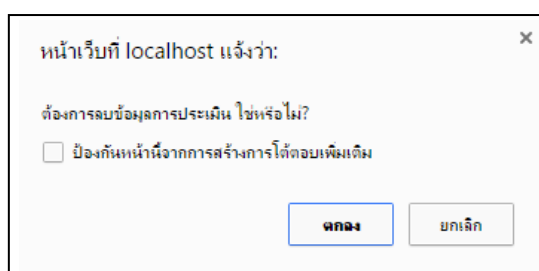 หน้าเว็บที่ localhost แจ้งว่า:
ต้องการลบข้อมูลการประเมิน ใช่หรือไม่?
ป้องกันหน้านี้จากการสร้างการโต้ตอบเพิ่มเติม
ตกลง ยกเลิก